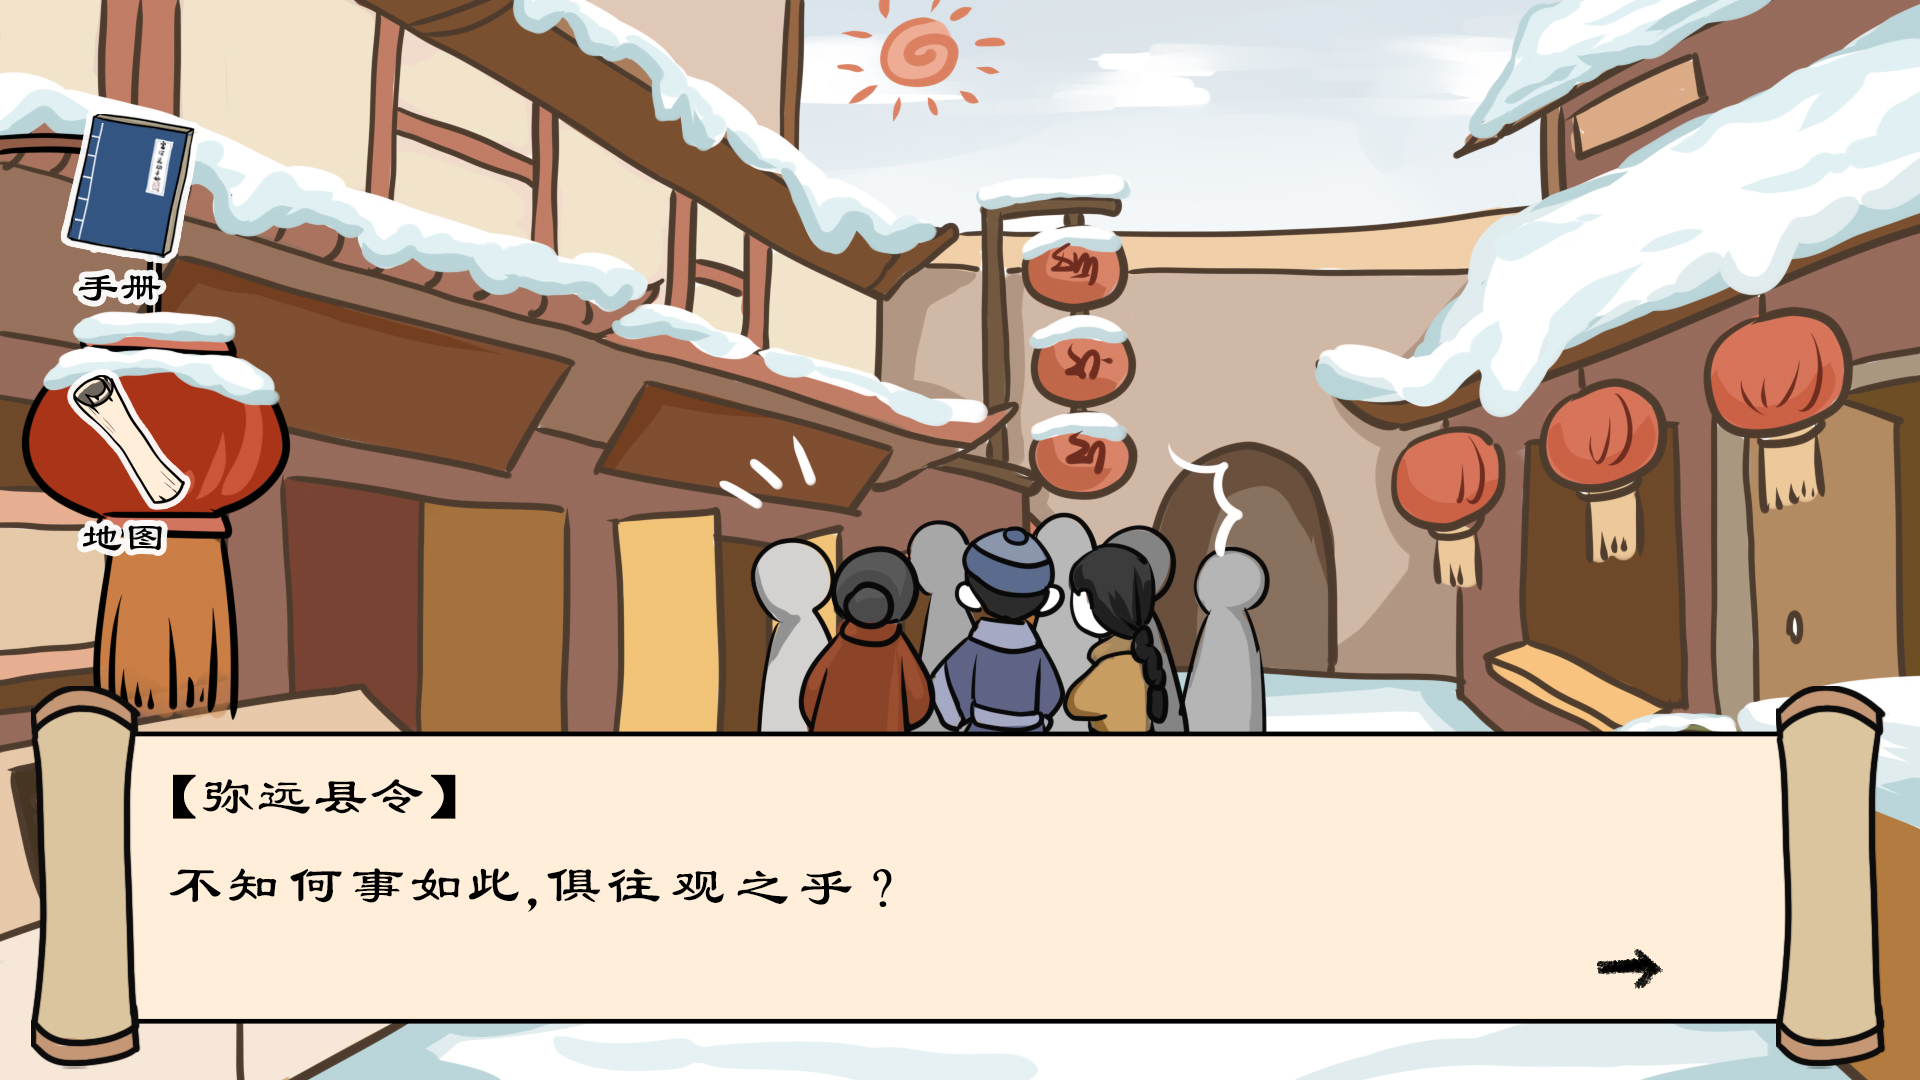 手册
地图
【弥远县令】
不知何事如此,俱往观之乎？